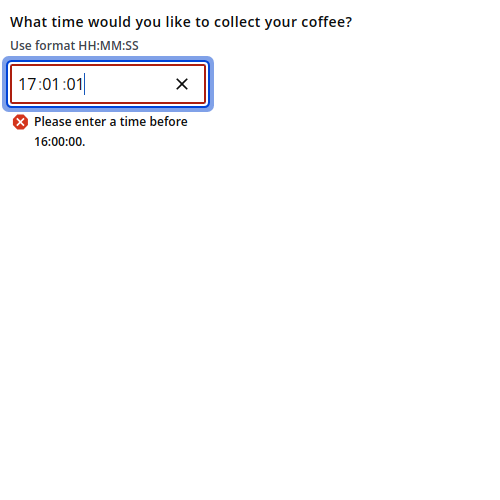 What time would you like to collect your coffee?
Use format HH:MM:SS
17:01:01
Please enter a time before
16:00:00.